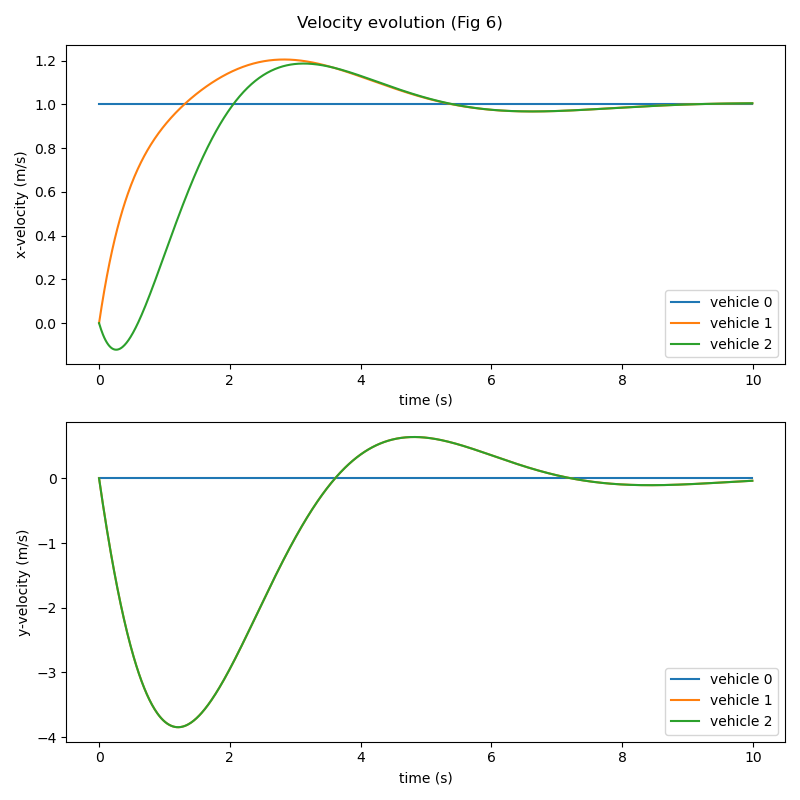 Velocity evolution (Fig 6)
1.2
1.0
0.8
0.6
0.4
0.2
0.0
x-velocity (m/s)
vehicle 0
vehicle 1
vehicle 2
0 2 4 6 8 10
time (s)
0
−1
−2
−3
−4
y-velocity (m/s)
vehicle 0
vehicle 1
vehicle 2
0 2 4 6 8 10
time (s)